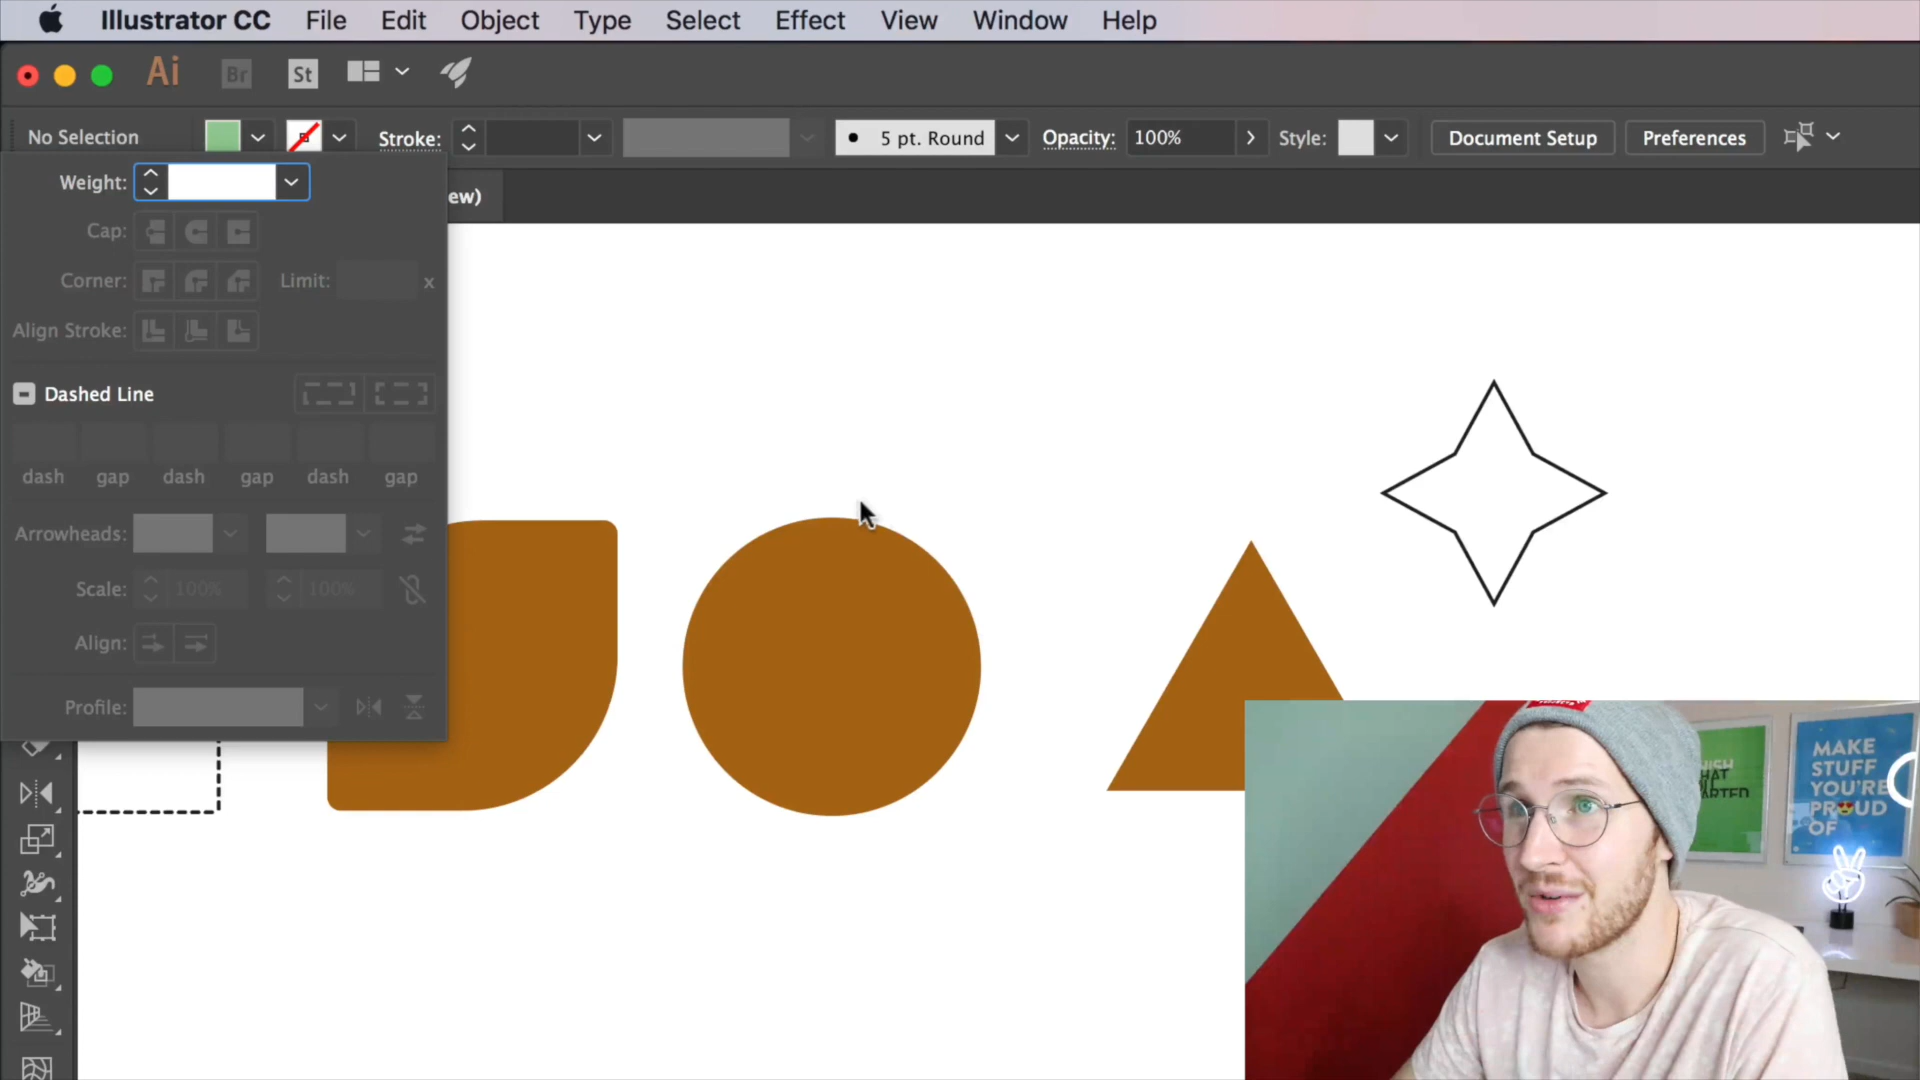 Illustrator CC File Edit Object Type Select Effect View Window Help
Ai Br St
No Selection Stroke: 5 pt. Round Opacity: 100% Style: Document Setup Preferences
Weight:
ew)
Cap:
Corner: Limit: x
Align Stroke:
Dashed Line
dash gap dash gap dash gap
Arrowheads:
Scale: 100% 100%
Align:
Profile:
MAKE
STUFF
YOU'RE
PROUD
OF